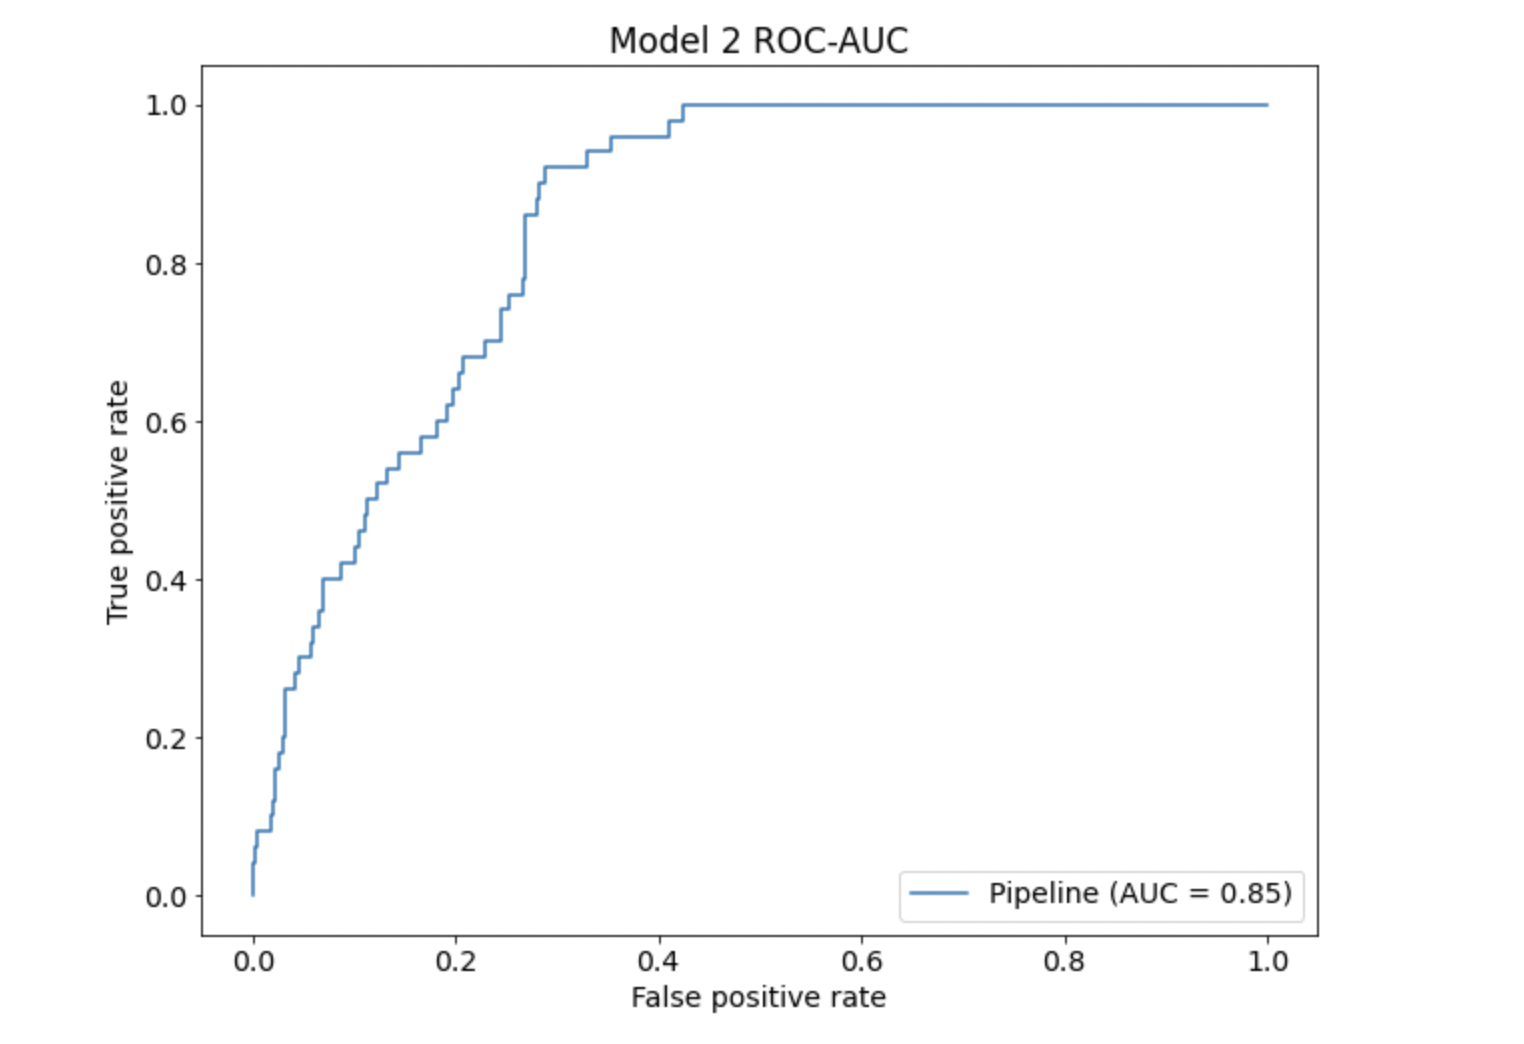 Model 2 ROC-AUC
1.0
0.8
0.6
0.4
0.2
0.0
True positive rate
Pipeline (AUC = 0.85)
0.0 0.2 0.4 0.6 0.8 1.0
False positive rate